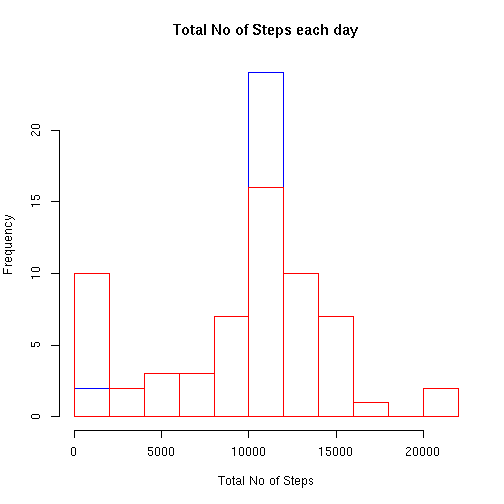 Total No of Steps each day
Frequency
20
15
10
5
0
0 5000 10000 15000 20000
Total No of Steps